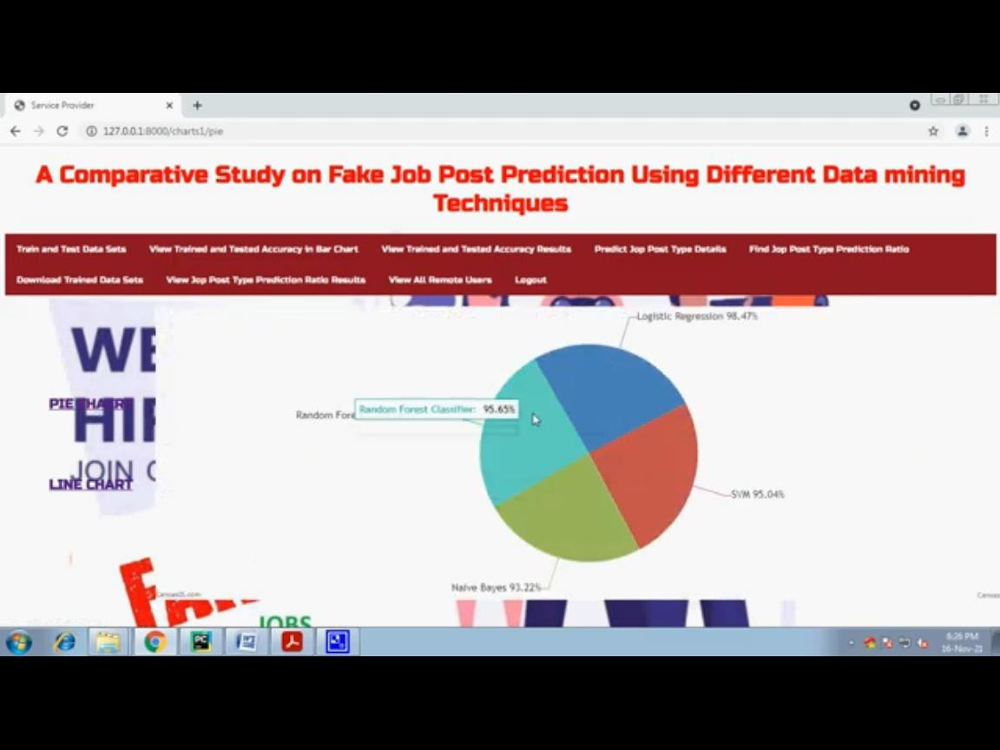 Service Provider
127.0.0.1:8000/charts1/pie
A Comparative Study on Fake Job Post Prediction Using Different Data mining
Techniques
Train and Test Data Sets View Trained and Tested Accuracy in Bar Chart View Trained and Tested Accuracy Results Predict Jop Post Type Details Find Jop Post Type Prediction Ratio
Download Trained Data Sets View Jop Post Type Prediction Ratio Results View All Remote Users Logout
Logistic Regression 98.47%
WE
PIE
Random Fore
Random Forest Classifier: 95.65%
HI
JOIN
LINE CHART
SVM 95.04%
Naive Bayes 93.22%
CanvasJS.com
Canvas
JOBS
PC
6:26 PM
16-Nov-21